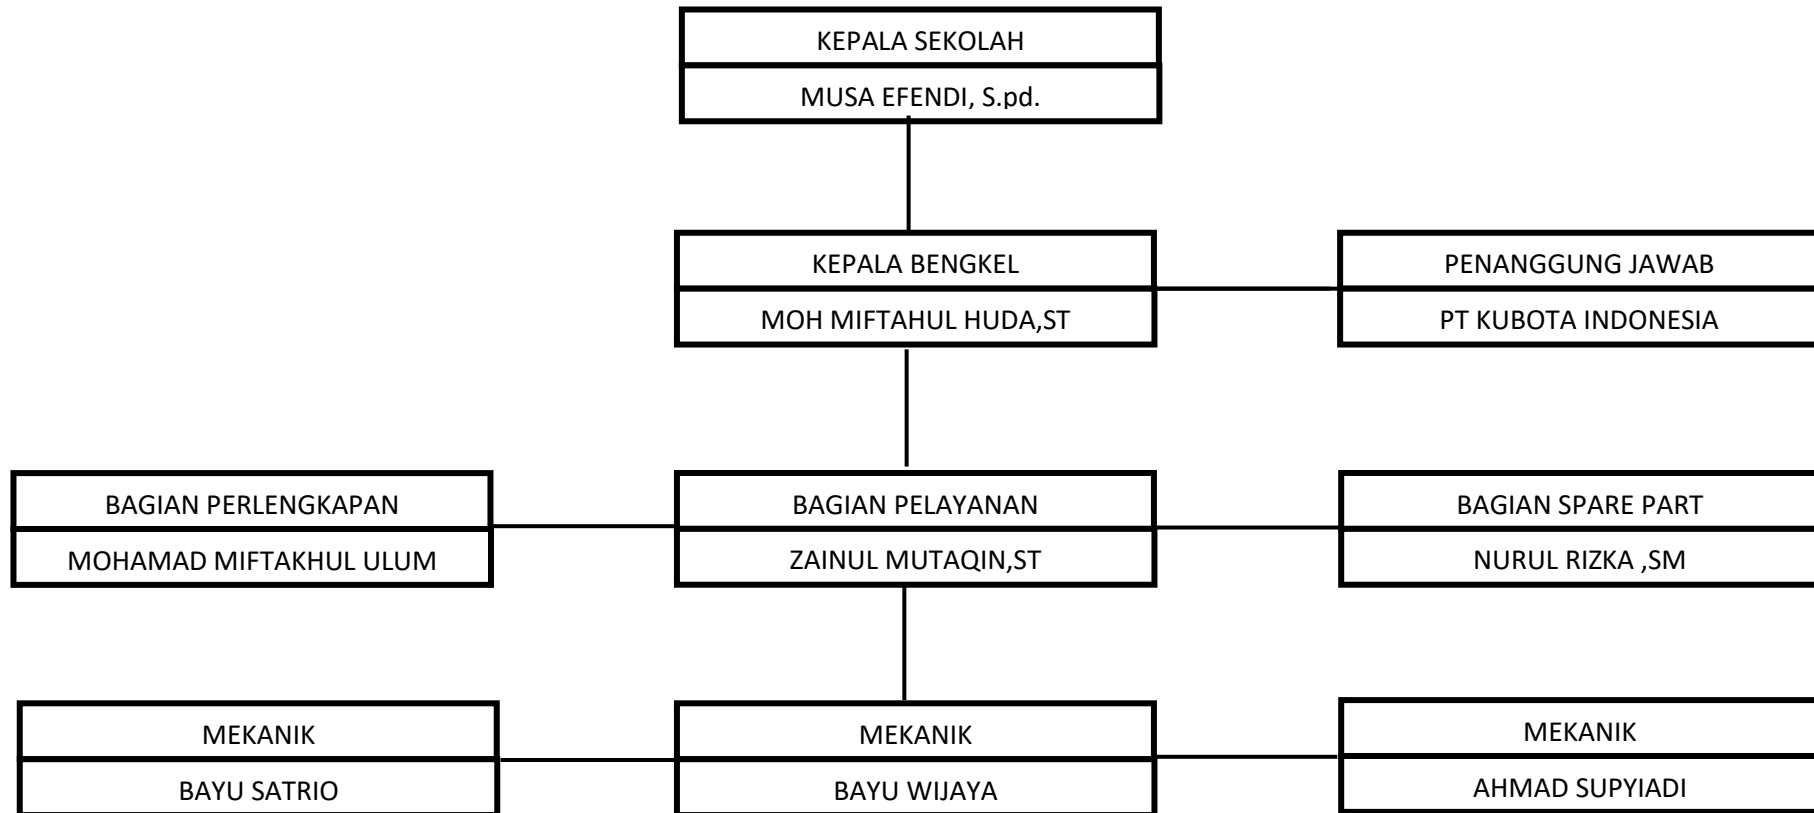 KEPALA SEKOLAH
MUSA EFENDI, S.pd.
KEPALA BENGKEL
MOH MIFTAHUL HUDA,ST
PENANGGUNG JAWAB
PT KUBOTA INDONESIA
BAGIAN PERLENGKAPAN
MOHAMAD MIFTAKHUL ULUM
BAGIAN PELAYANAN
ZAINUL MUTAQIN,ST
BAGIAN SPARE PART
NURUL RIZKA ,SM
MEKANIK
BAYU SATRIO
MEKANIK
BAYU WIJAYA
MEKANIK
AHMAD SUPYIADI